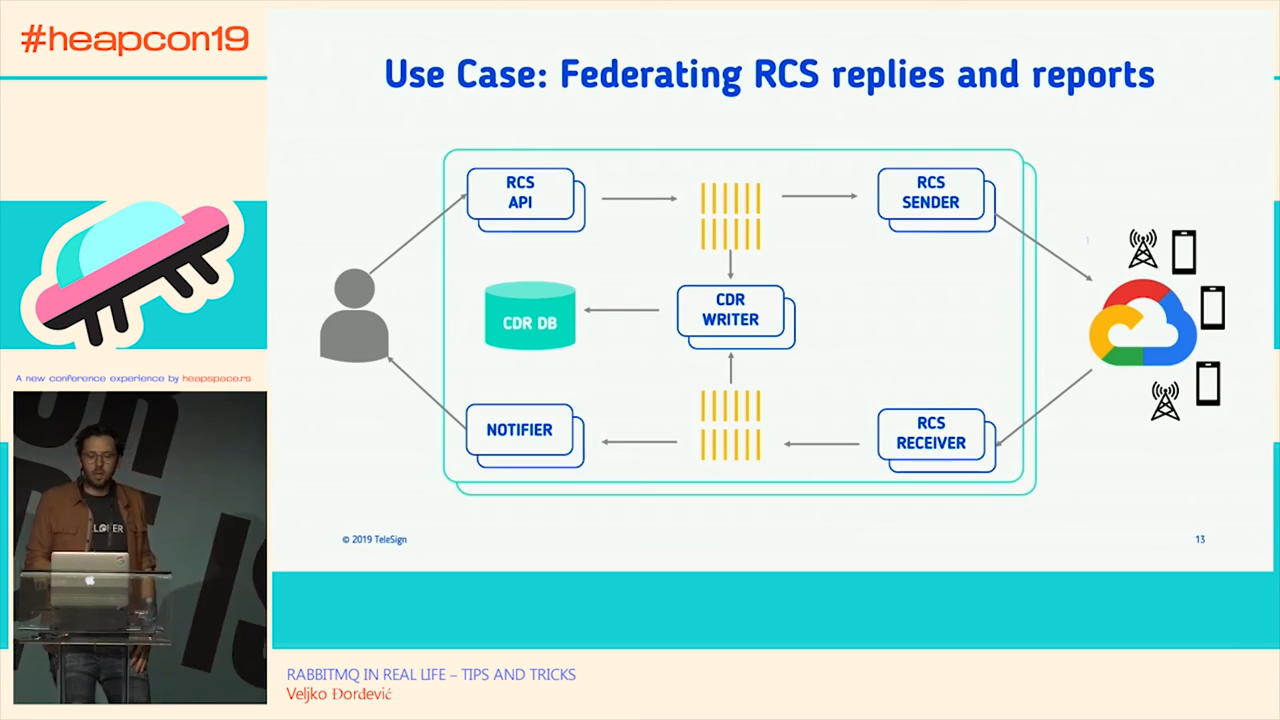 #heapcon19
Use Case: Federating RCS replies and reports
RCS
API
RCS
SENDER
CDR DB
CDR
WRITER
NOTIFIER
RCS
RECEIVER
A new conference experience by heapspace.rs
© 2019 TeleSign
13
RABBITMQ IN REAL LIFE – TIPS AND TRICKS
Veljko Đorđević